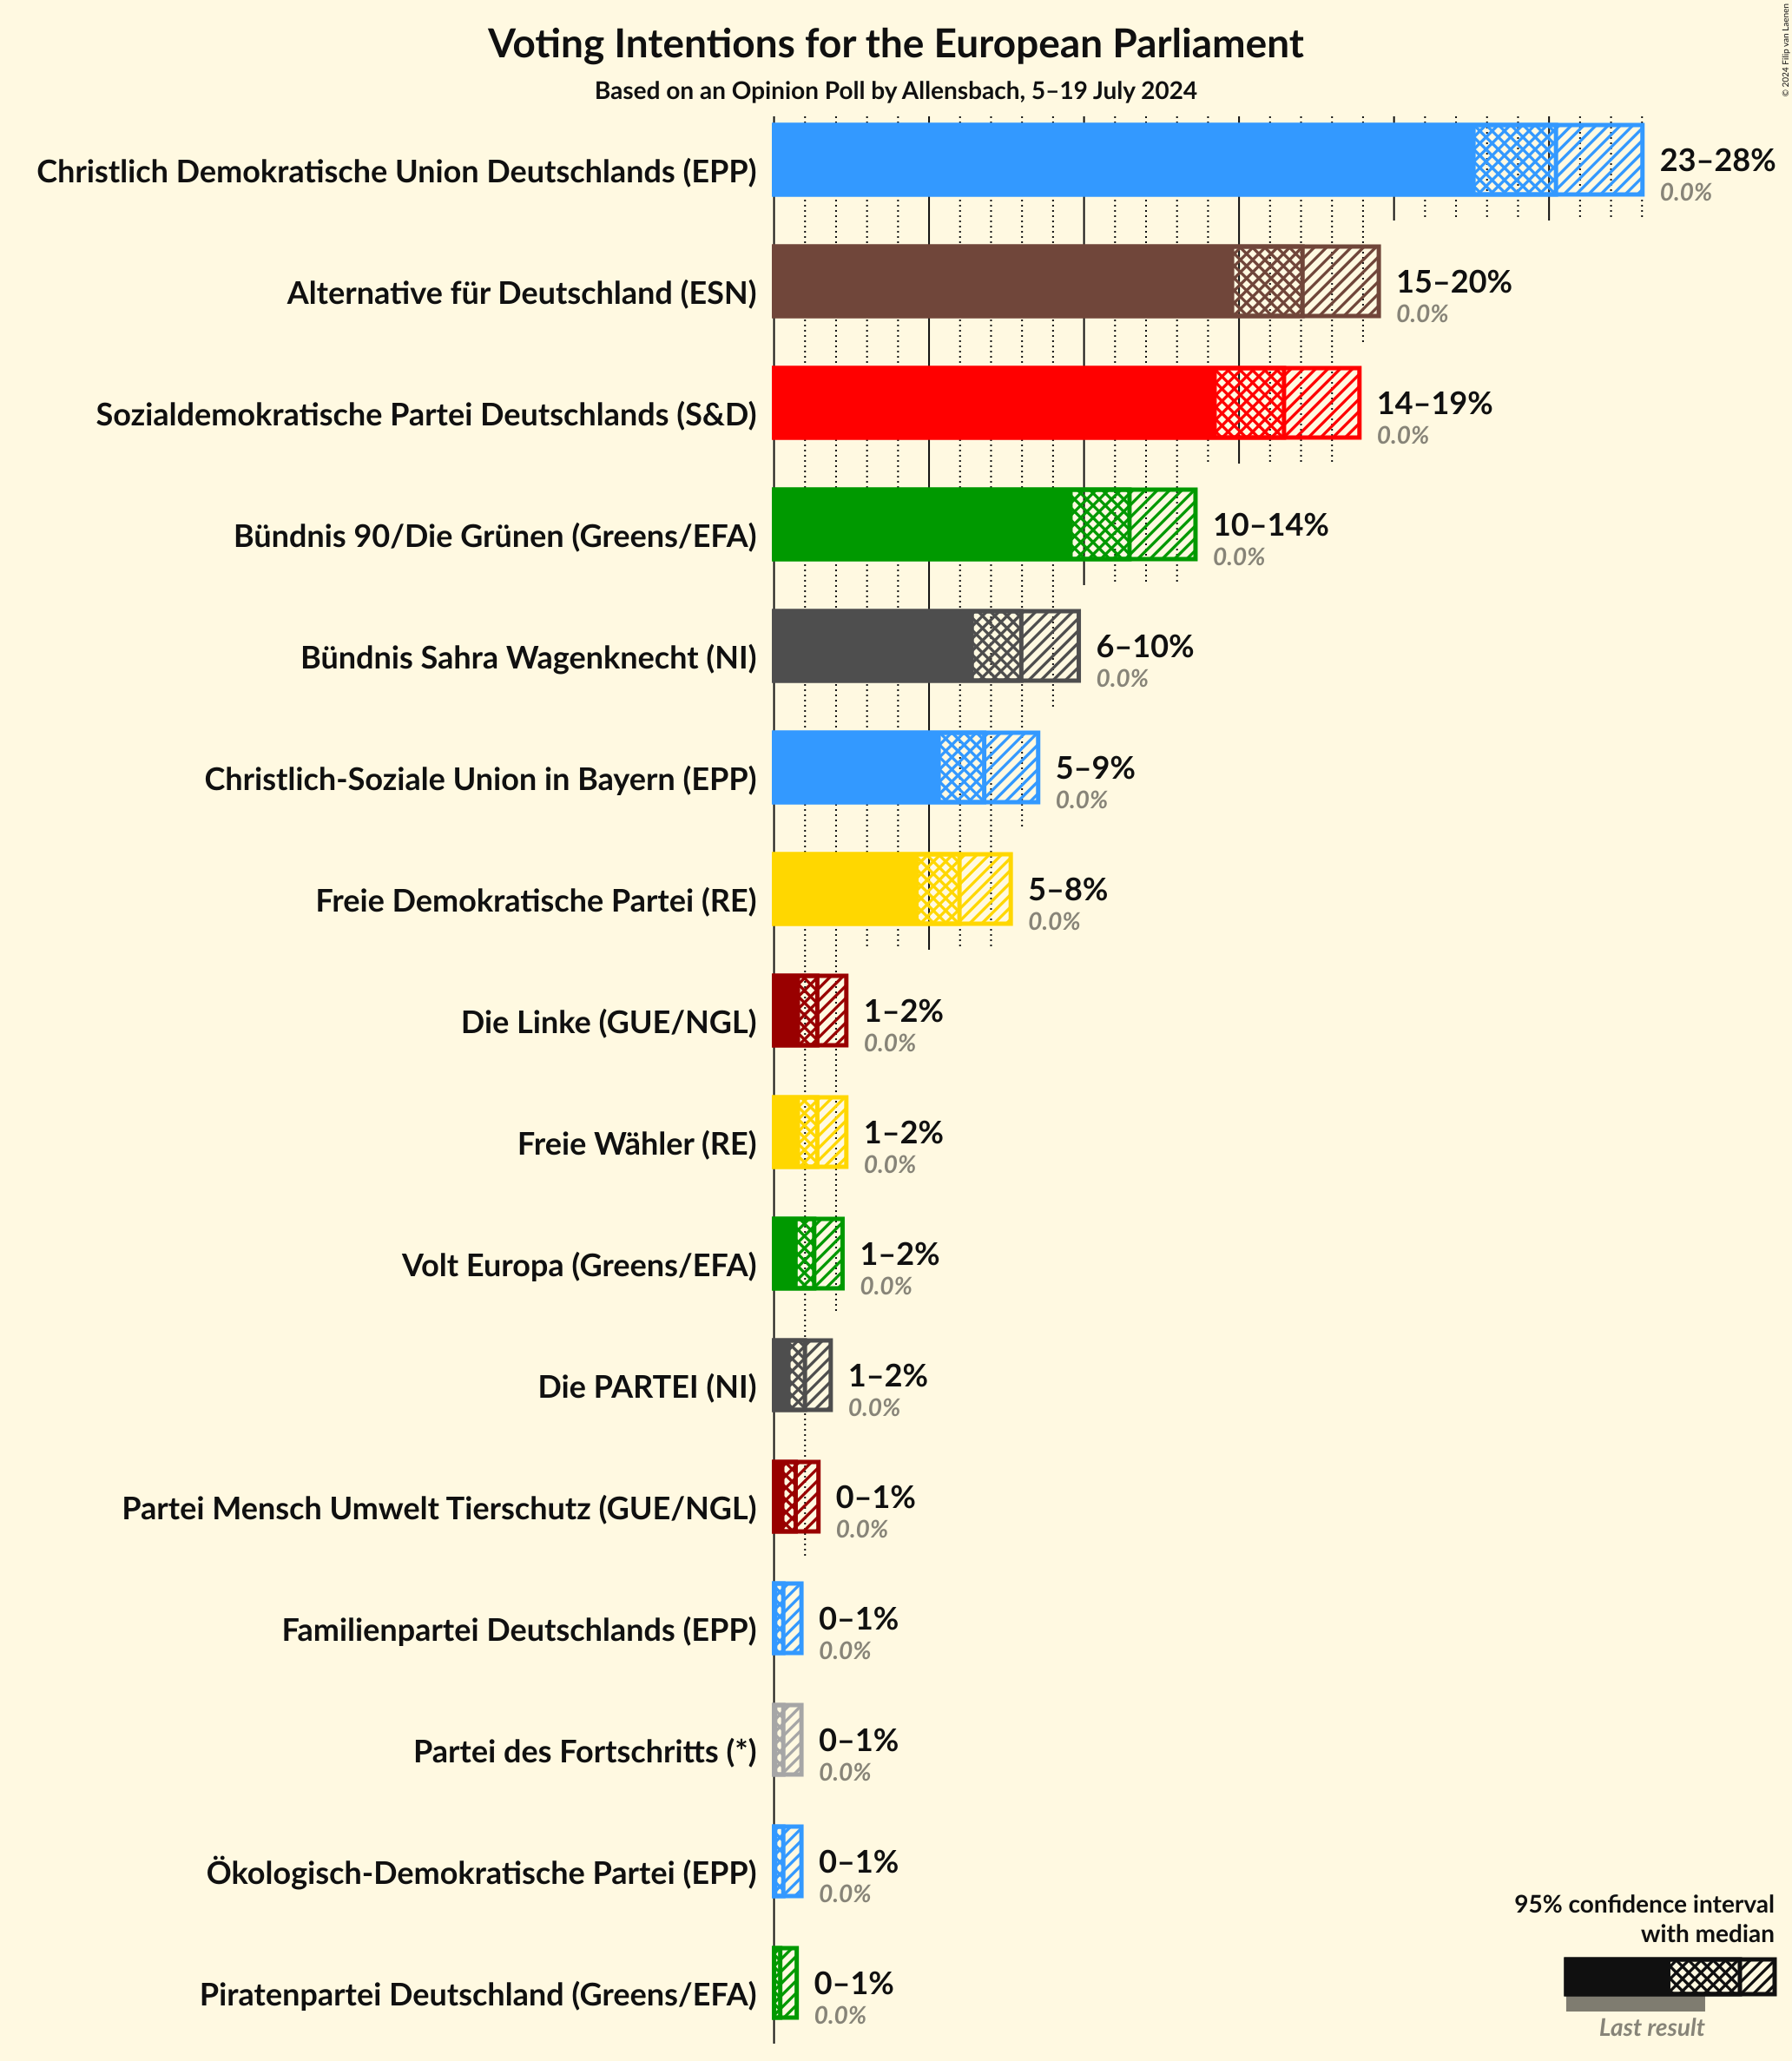 Voting Intentions for the European Parliament
Based on an Opinion Poll by Allensbach, 5–19 July 2024
© 2024 Filip van Laenen
Christlich Demokratische Union Deutschlands (EPP)
23–28%
0.0%
Alternative für Deutschland (ESN)
15–20%
0.0%
Sozialdemokratische Partei Deutschlands (S&D)
14–19%
0.0%
Bündnis 90/Die Grünen (Greens/EFA)
10–14%
0.0%
Bündnis Sahra Wagenknecht (NI)
6–10%
0.0%
Christlich-Soziale Union in Bayern (EPP)
5–9%
0.0%
Freie Demokratische Partei (RE)
5–8%
0.0%
Die Linke (GUE/NGL)
1–2%
0.0%
Freie Wähler (RE)
1–2%
0.0%
Volt Europa (Greens/EFA)
1–2%
0.0%
Die PARTEI (NI)
1–2%
0.0%
Partei Mensch Umwelt Tierschutz (GUE/NGL)
0–1%
0.0%
Familienpartei Deutschlands (EPP)
0–1%
0.0%
Partei des Fortschritts (*)
0–1%
0.0%
Ökologisch-Demokratische Partei (EPP)
0–1%
0.0%
Piratenpartei Deutschland (Greens/EFA)
0–1%
0.0%
95% confidence interval
with median
Last result